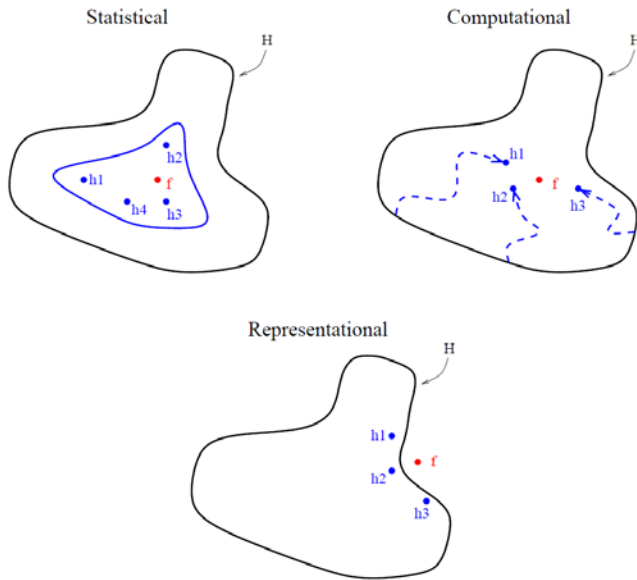 Statistical
H
h2
h1
f
h4
h3
Computational
H
h1
f
h2
h3
Representational
H
h1
f
h2
h3